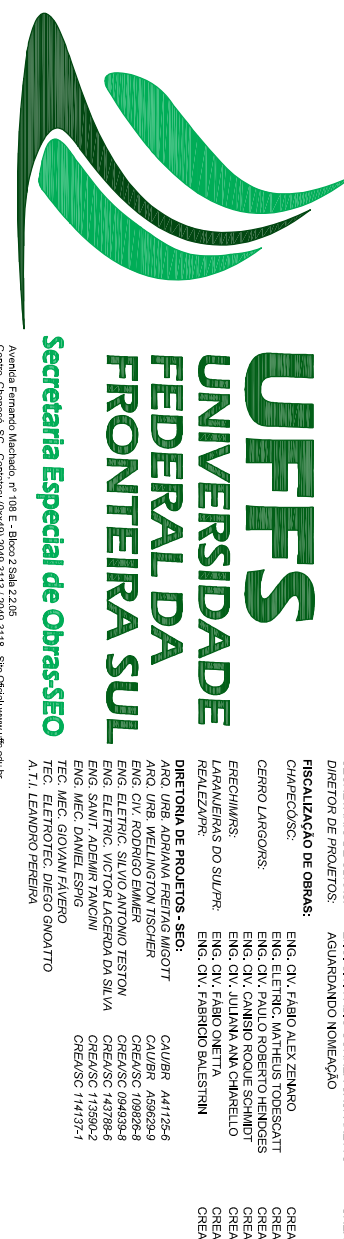 UFFS
UNIVERSIDADE
FEDERAL DA
FRONTEIRA SUL
Secretaria Especial de Obras-SEO
Avenida Fernando Machado, nº 108 E - Bloco 2 Sala 2.2.05
DIRETOR DE PROJETOS: AGUARDANDO NOMEAÇÃO
FISCALIZAÇÃO DE OBRAS:
CHAPECÓ/SC: ENG. CIV. FÁBIO ALEX ZENARO CREA
ENG. ELETRIC. MATHEUS TODESCATT CREA
CERRO LARGO/RS: ENG. CIV. PAULO ROBERTO HENDGES CREA
ENG. CIV. CANISIO ROQUE SCHMIDT CREA
ERECHIM/RS: ENG. CIV. JULIANA ANA CHIARELLO CREA
LARANJEIRAS DO SUL/PR: ENG. CIV. FÁBIO ONETTA CREA
REALEZA/PR: ENG. CIV. FABRICIO BALESTRIN CREA
DIRETORIA DE PROJETOS - SEO:
ARQ. URB. ADRIANA FREITAG MIGOTT CAU/BR A41125-6
ARQ. URB. WELLINGTON TISCHER CAU/BR A59629-9
ENG. CIV. RODRIGO EMMER CREA/SC 109826-8
ENG. ELETRIC. SILVIO ANTONIO TESTON CREA/SC 094939-8
ENG. ELETRIC. VICTOR LACERDA DA SILVA CREA/SC 143788-6
ENG. SANIT. ADEMIR TANCINI CREA/SC 113590-2
ENG. MEC. DANIEL ESPIG CREA/SC 114137-1
TEC. MEC. GIOVANI FÁVERO
TEC. ELETROTEC. DIEGO GNOATTO
A.T.I. LEANDRO PEREIRA